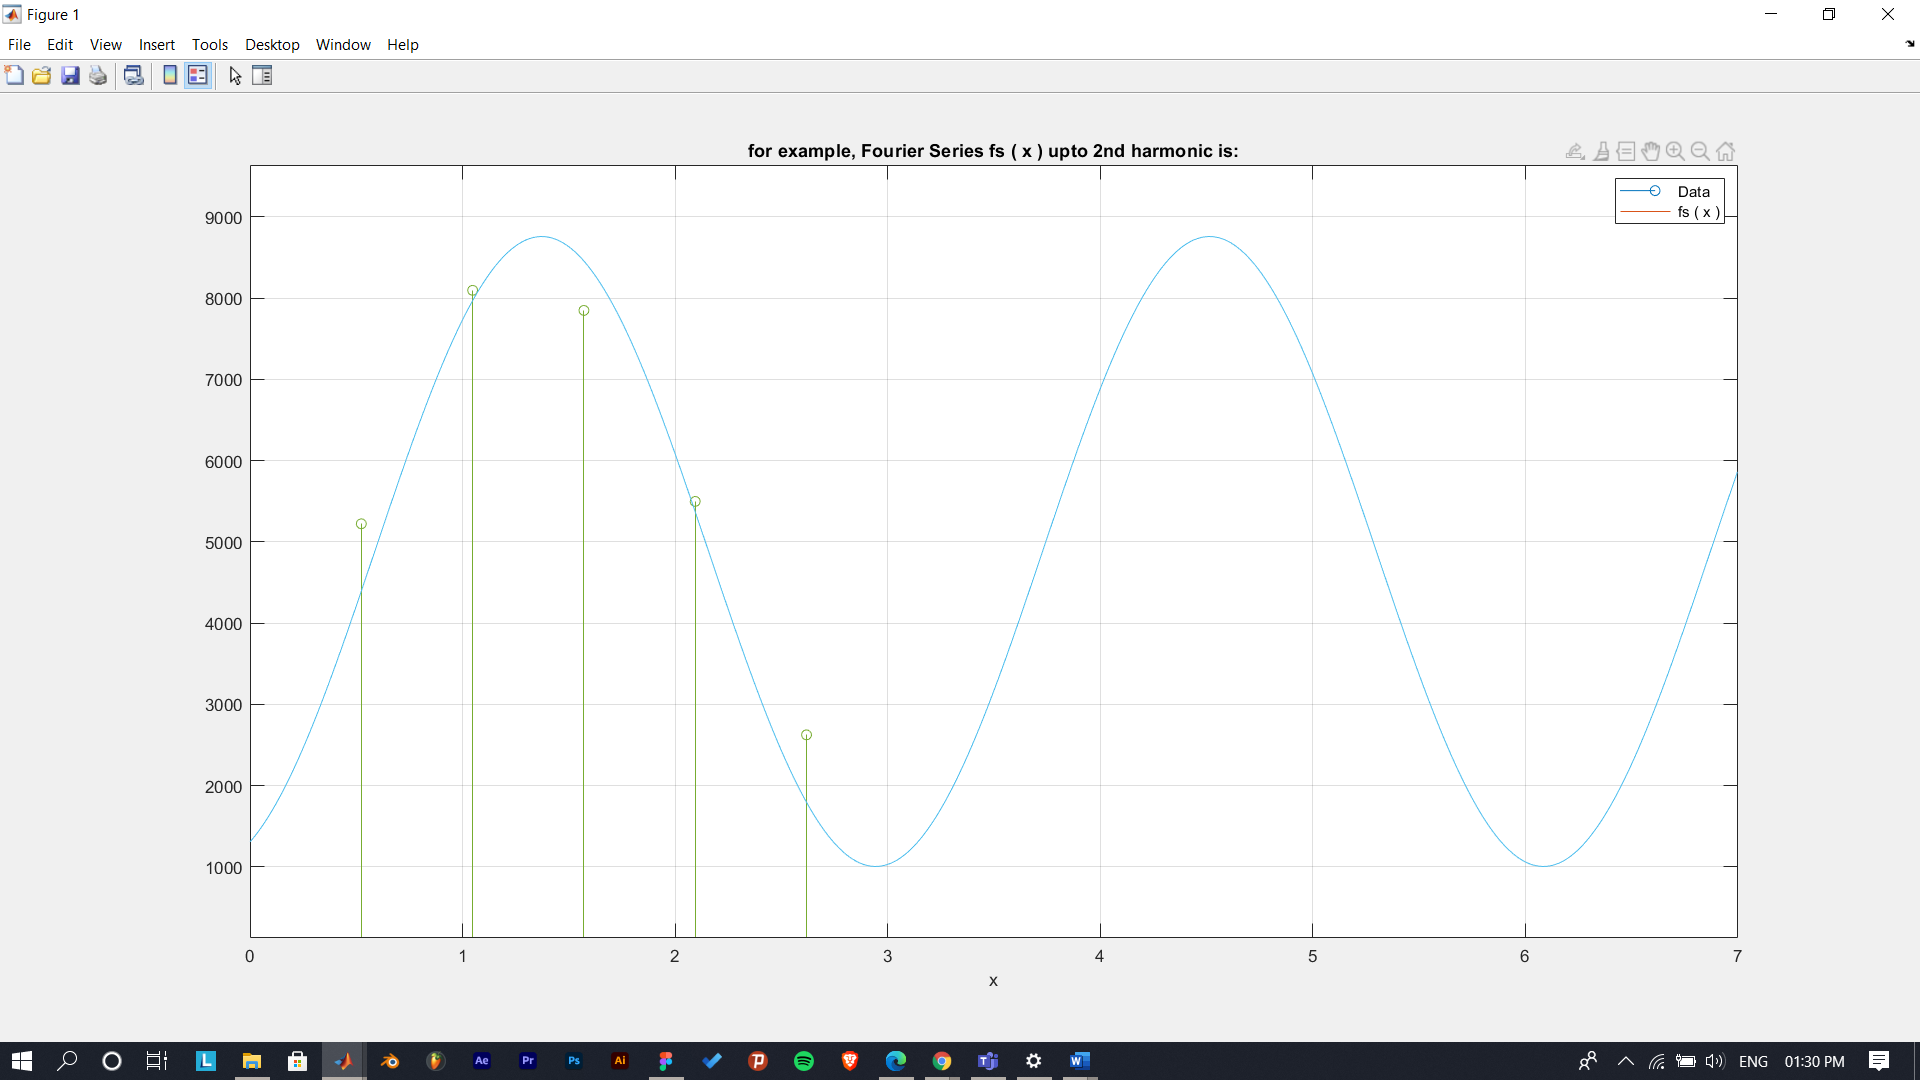 Figure 1
File Edit View Insert Tools Desktop Window Help
for example, Fourier Series fs ( x ) upto 2nd harmonic is:
Data
fs ( x )
9000
8000
7000
6000
5000
4000
3000
2000
1000
0 1 2 3 4 5 6 7
x
L Ae Pr Ps Ai P T W ENG 01:30 PM